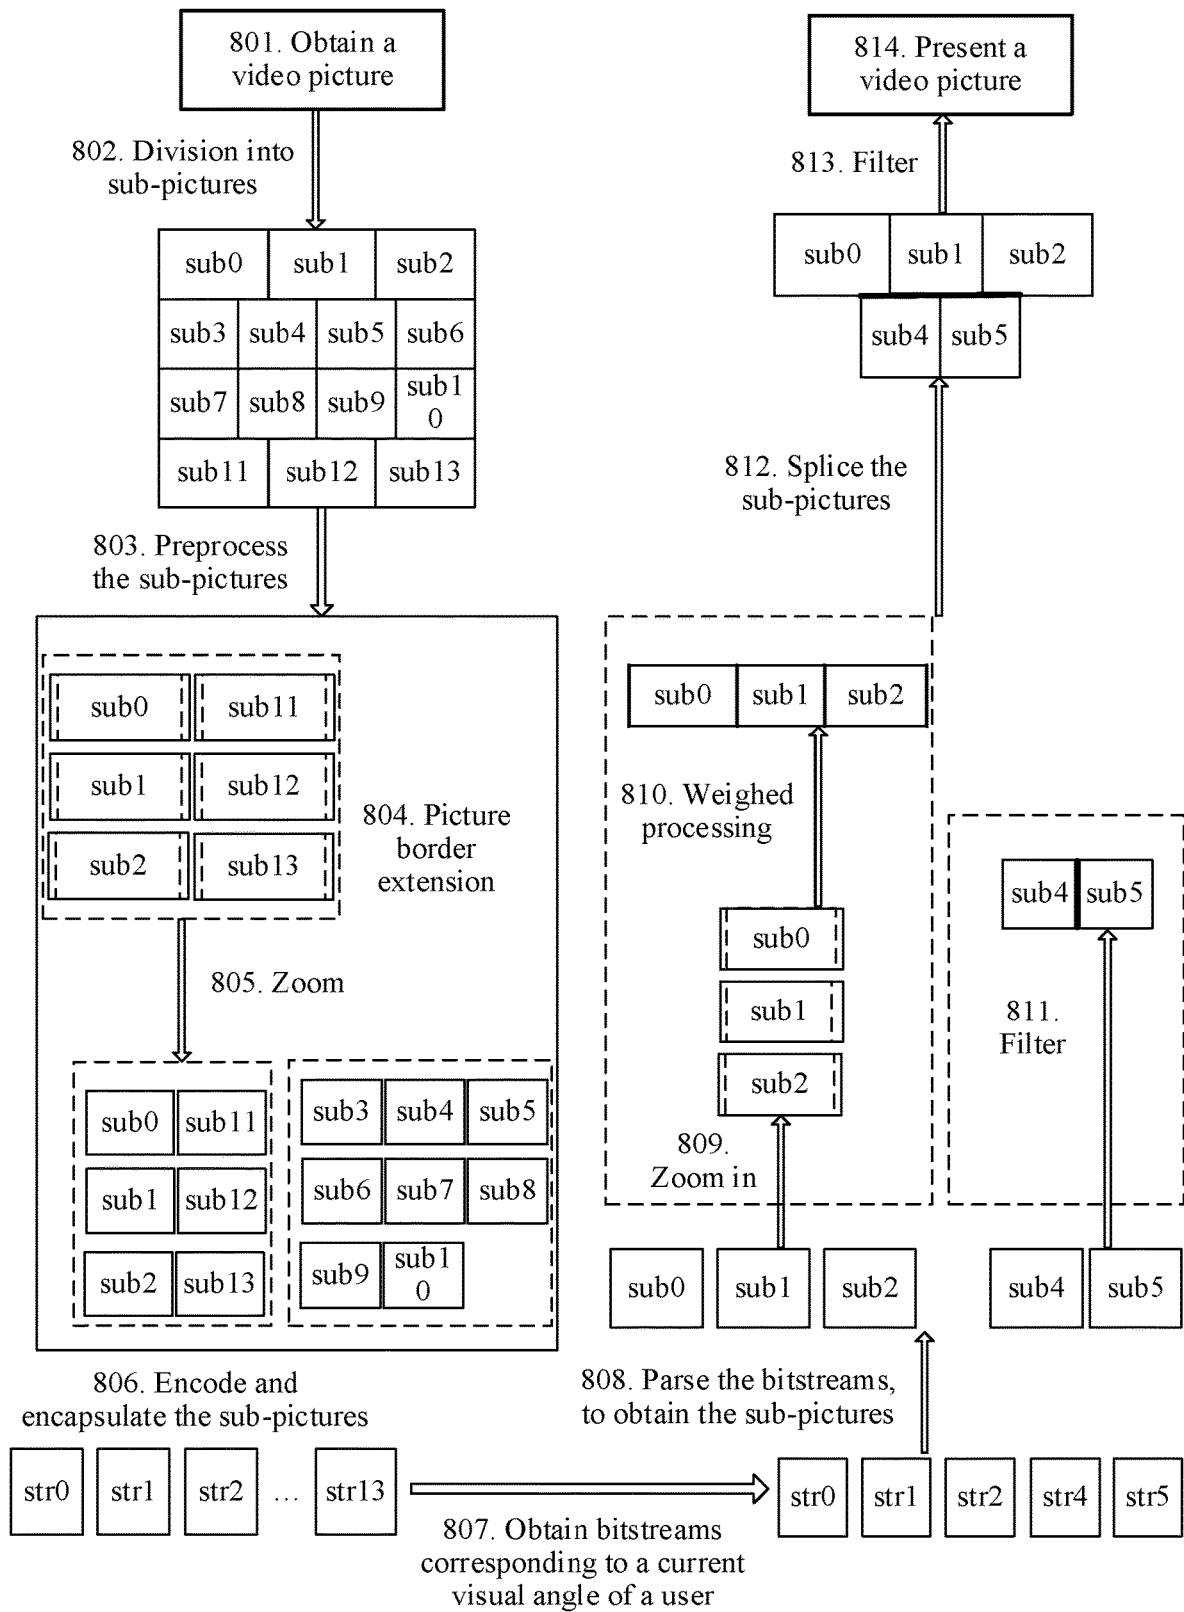 801. Obtain a
video picture
802. Division into
sub-pictures
sub0 sub1 sub2
sub3 sub4 sub5 sub6
sub7 sub8 sub9 sub1
0
sub11 sub12 sub13
803. Preprocess
the sub-pictures
sub0 sub11
sub1 sub12
sub2 sub13
804. Picture
border
extension
805. Zoom
sub0 sub11
sub1 sub12
sub2 sub13
sub3 sub4 sub5
sub6 sub7 sub8
sub9 sub1
0
806. Encode and
encapsulate the sub-pictures
str0 str1 str2 ... str13
807. Obtain bitstreams
corresponding to a current
visual angle of a user
str0 str1 str2 str4 str5
808. Parse the bitstreams,
to obtain the sub-pictures
sub0 sub1 sub2 sub4 sub5
809.
Zoom in
sub0
sub1
sub2
810. Weighed
processing
sub0 sub1 sub2
811.
Filter
sub4 sub5
812. Splice the
sub-pictures
sub0 sub1 sub2
sub4 sub5
813. Filter
814. Present a
video picture